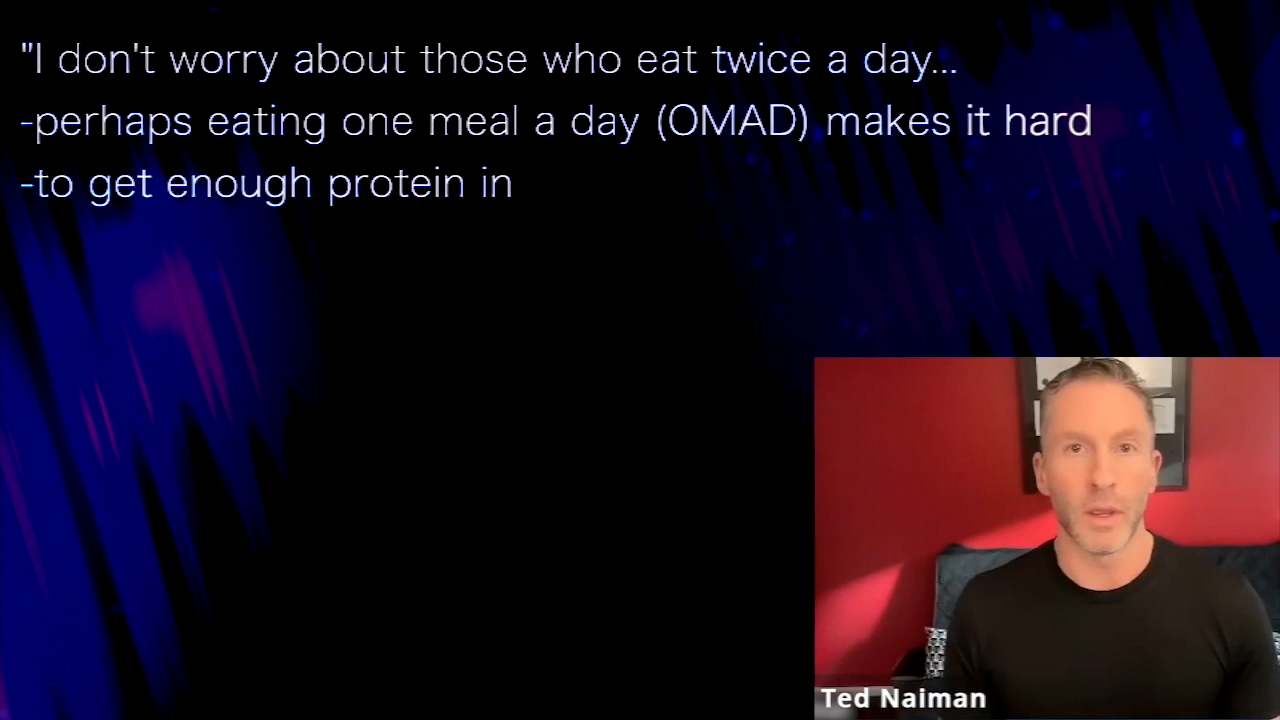 "I don't worry about those who eat twice a day...
-perhaps eating one meal a day (OMAD) makes it hard
-to get enough protein in
Ted Naiman